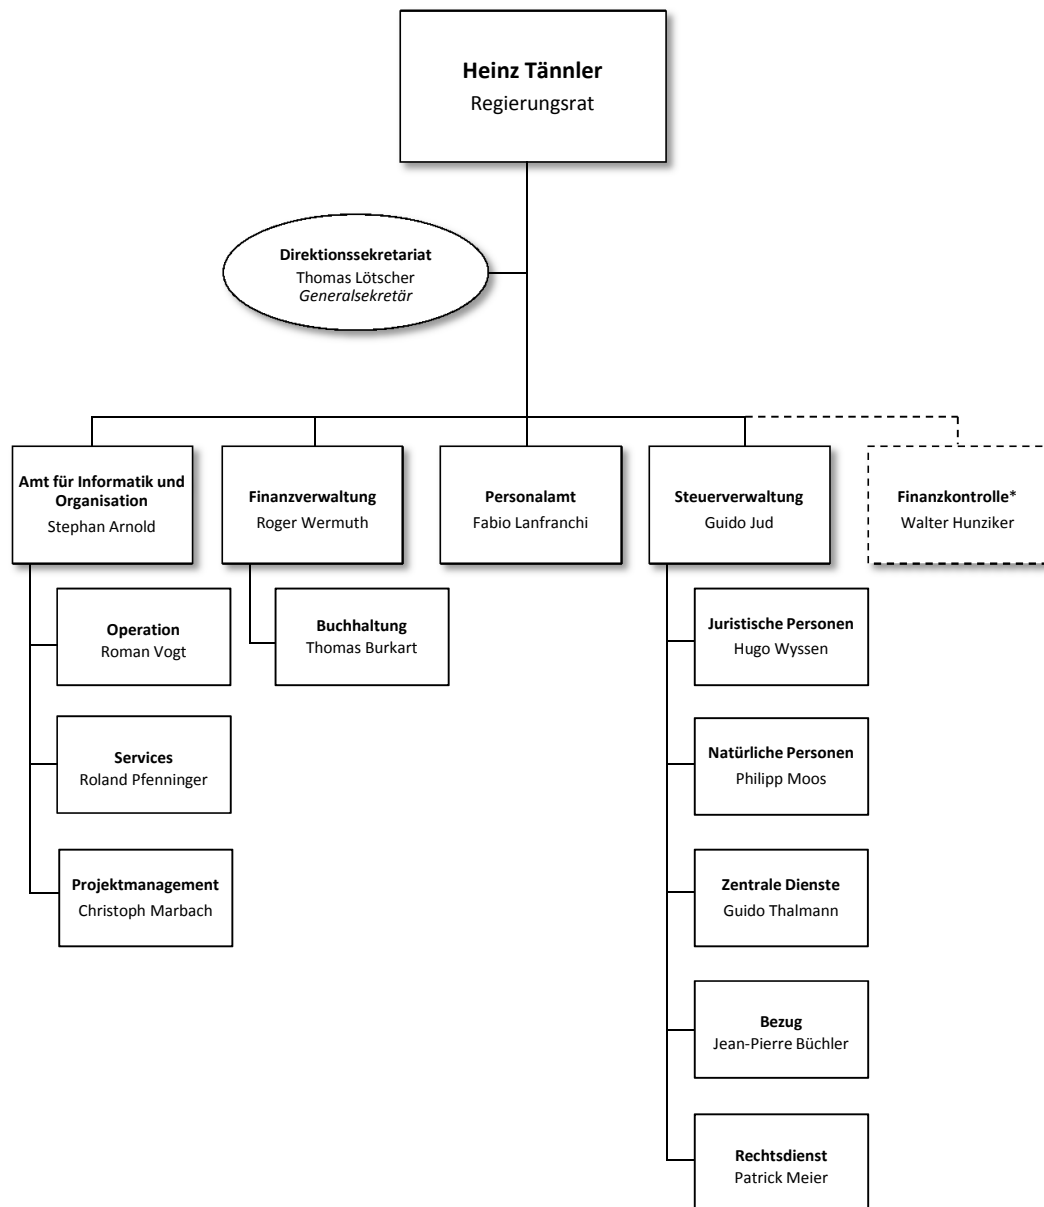 Heinz Tännler
Regierungsrat
Direktionssekretariat
Thomas Lötscher
Generalsekretär
Amt für Informatik und
Organisation
Stephan Arnold
Finanzverwaltung
Roger Wermuth
Personalamt
Fabio Lanfranchi
Steuerverwaltung
Guido Jud
Finanzkontrolle*
Walter Hunziker
Operation
Roman Vogt
Services
Roland Pfenninger
Projektmanagement
Christoph Marbach
Buchhaltung
Thomas Burkart
Juristische Personen
Hugo Wyssen
Natürliche Personen
Philipp Moos
Zentrale Dienste
Guido Thalmann
Bezug
Jean-Pierre Büchler
Rechtsdienst
Patrick Meier